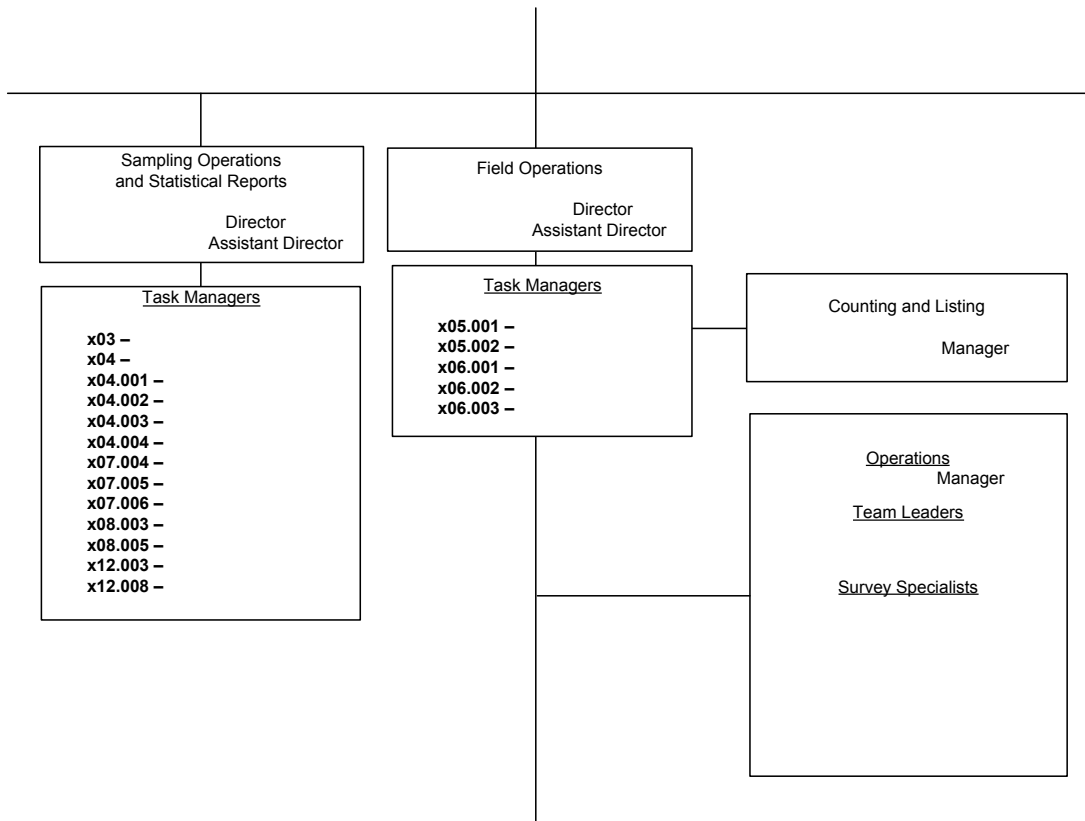 Sampling Operations
and Statistical Reports
Director
Assistant Director
Task Managers
x03 –
x04 –
x04.001 –
x04.002 –
x04.003 –
x04.004 –
x07.004 –
x07.005 –
x07.006 –
x08.003 –
x08.005 –
x12.003 –
x12.008 –
Field Operations
Director
Assistant Director
Task Managers
x05.001 –
x05.002 –
x06.001 –
x06.002 –
x06.003 –
Counting and Listing
Manager
Operations
Manager
Team Leaders
Survey Specialists